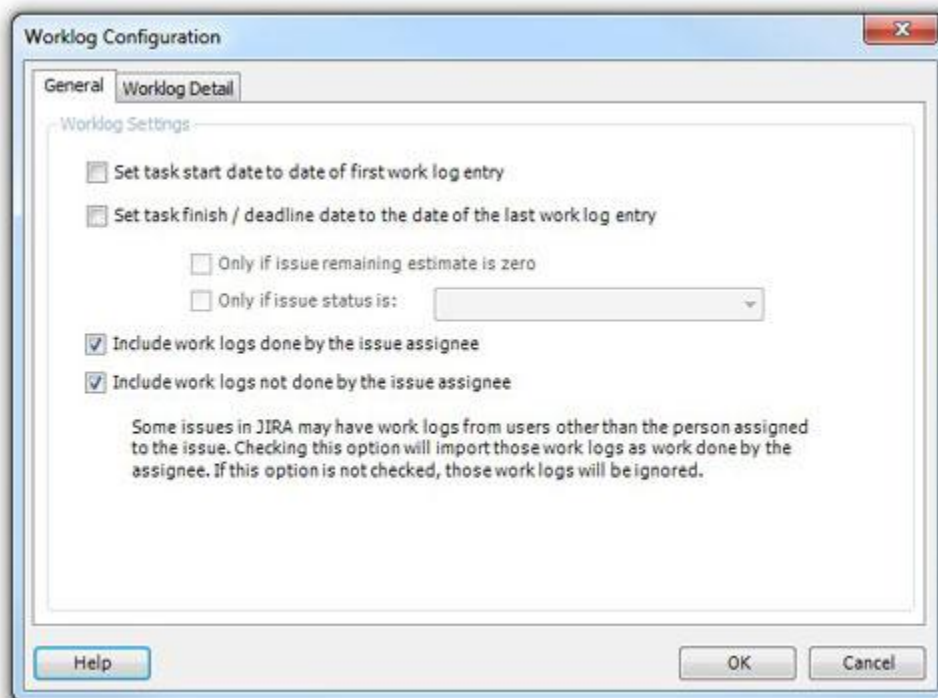 Worklog Configuration
General
Worklog Detail
Worklog Settings
Set task start date to date of first work log entry
Set task finish / deadline date to the date of the last work log entry
Only if issue remaining estimate is zero
Only if issue status is:
Include work logs done by the issue assignee
Include work logs not done by the issue assignee
Some issues in JIRA may have work logs from users other than the person assigned
to the issue. Checking this option will import those work logs as work done by the
assignee. If this option is not checked, those work logs will be ignored.
Help
OK
Cancel